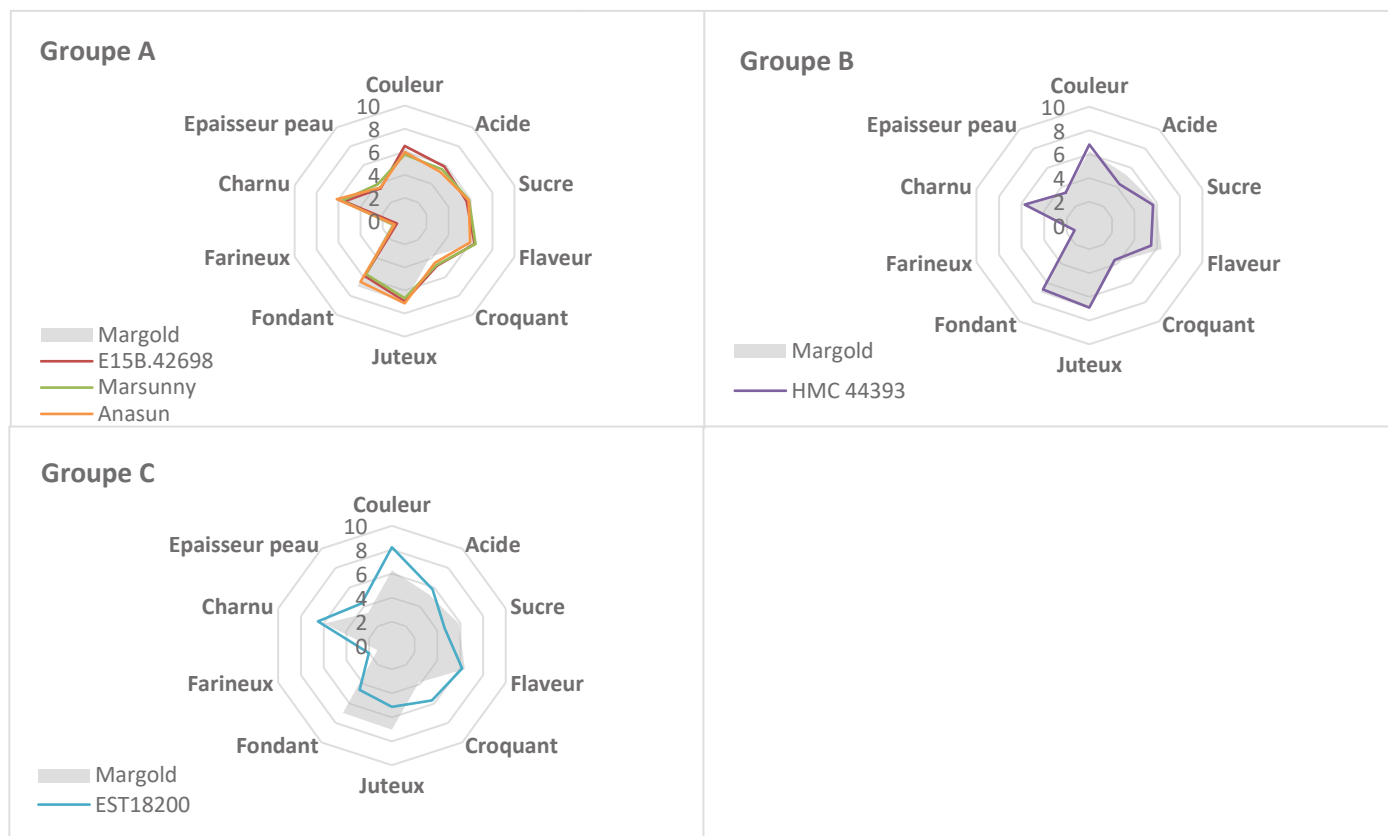 Groupe A
Couleur
10
8
6
4
2
0
Acide
Sucre
Flaveur
Croquant
Juteux
Fondant
Farineux
Charnu
Epaisseur peau
Margold
E15B.42698
Marsunny
Anasun
Groupe B
Couleur
10
8
6
4
2
0
Acide
Sucre
Flaveur
Croquant
Juteux
Fondant
Farineux
Charnu
Epaisseur peau
Margold
HMC 44393
Groupe C
Couleur
10
8
6
4
2
0
Acide
Sucre
Flaveur
Croquant
Juteux
Fondant
Farineux
Charnu
Epaisseur peau
Margold
EST18200